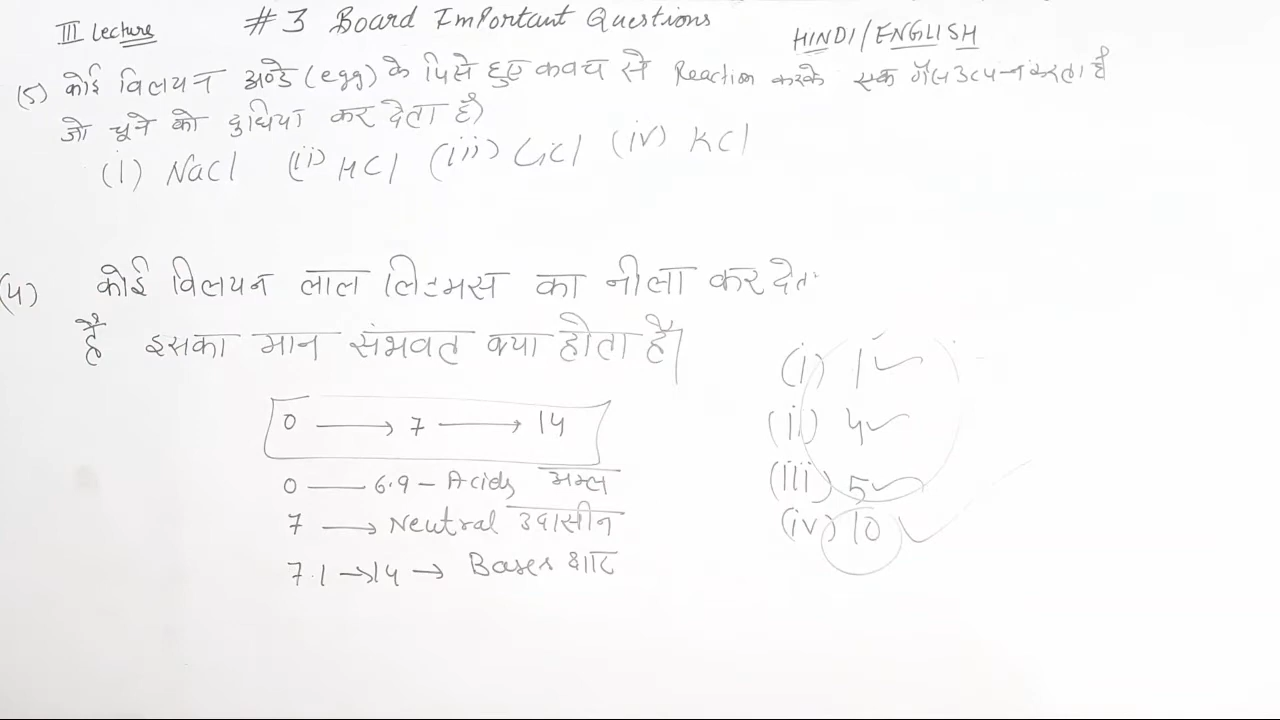 III Lecture #3 Board Important Questions
HINDI/ENGLISH
(5) कोई विलयन अण्डे (egg) के पिसे हुए कवच से Reaction करके एक गैस उत्पन्न करता है
जो चूने को दुधिया कर देता है।
(i) NaCl (ii) HCl (iii) LiCl (iv) KCl
(4) कोई विलयन लाल लिटमस का नीला कर देत
है इसका मान संभवत क्या होता है।
(i) 1
0 → 7 → 14
(ii) 4
0 — 6.9 – Acids अम्ल
(iii) 5
7 → Neutral उदासीन
(iv) 10
7.1 → 14 → Bases क्षार